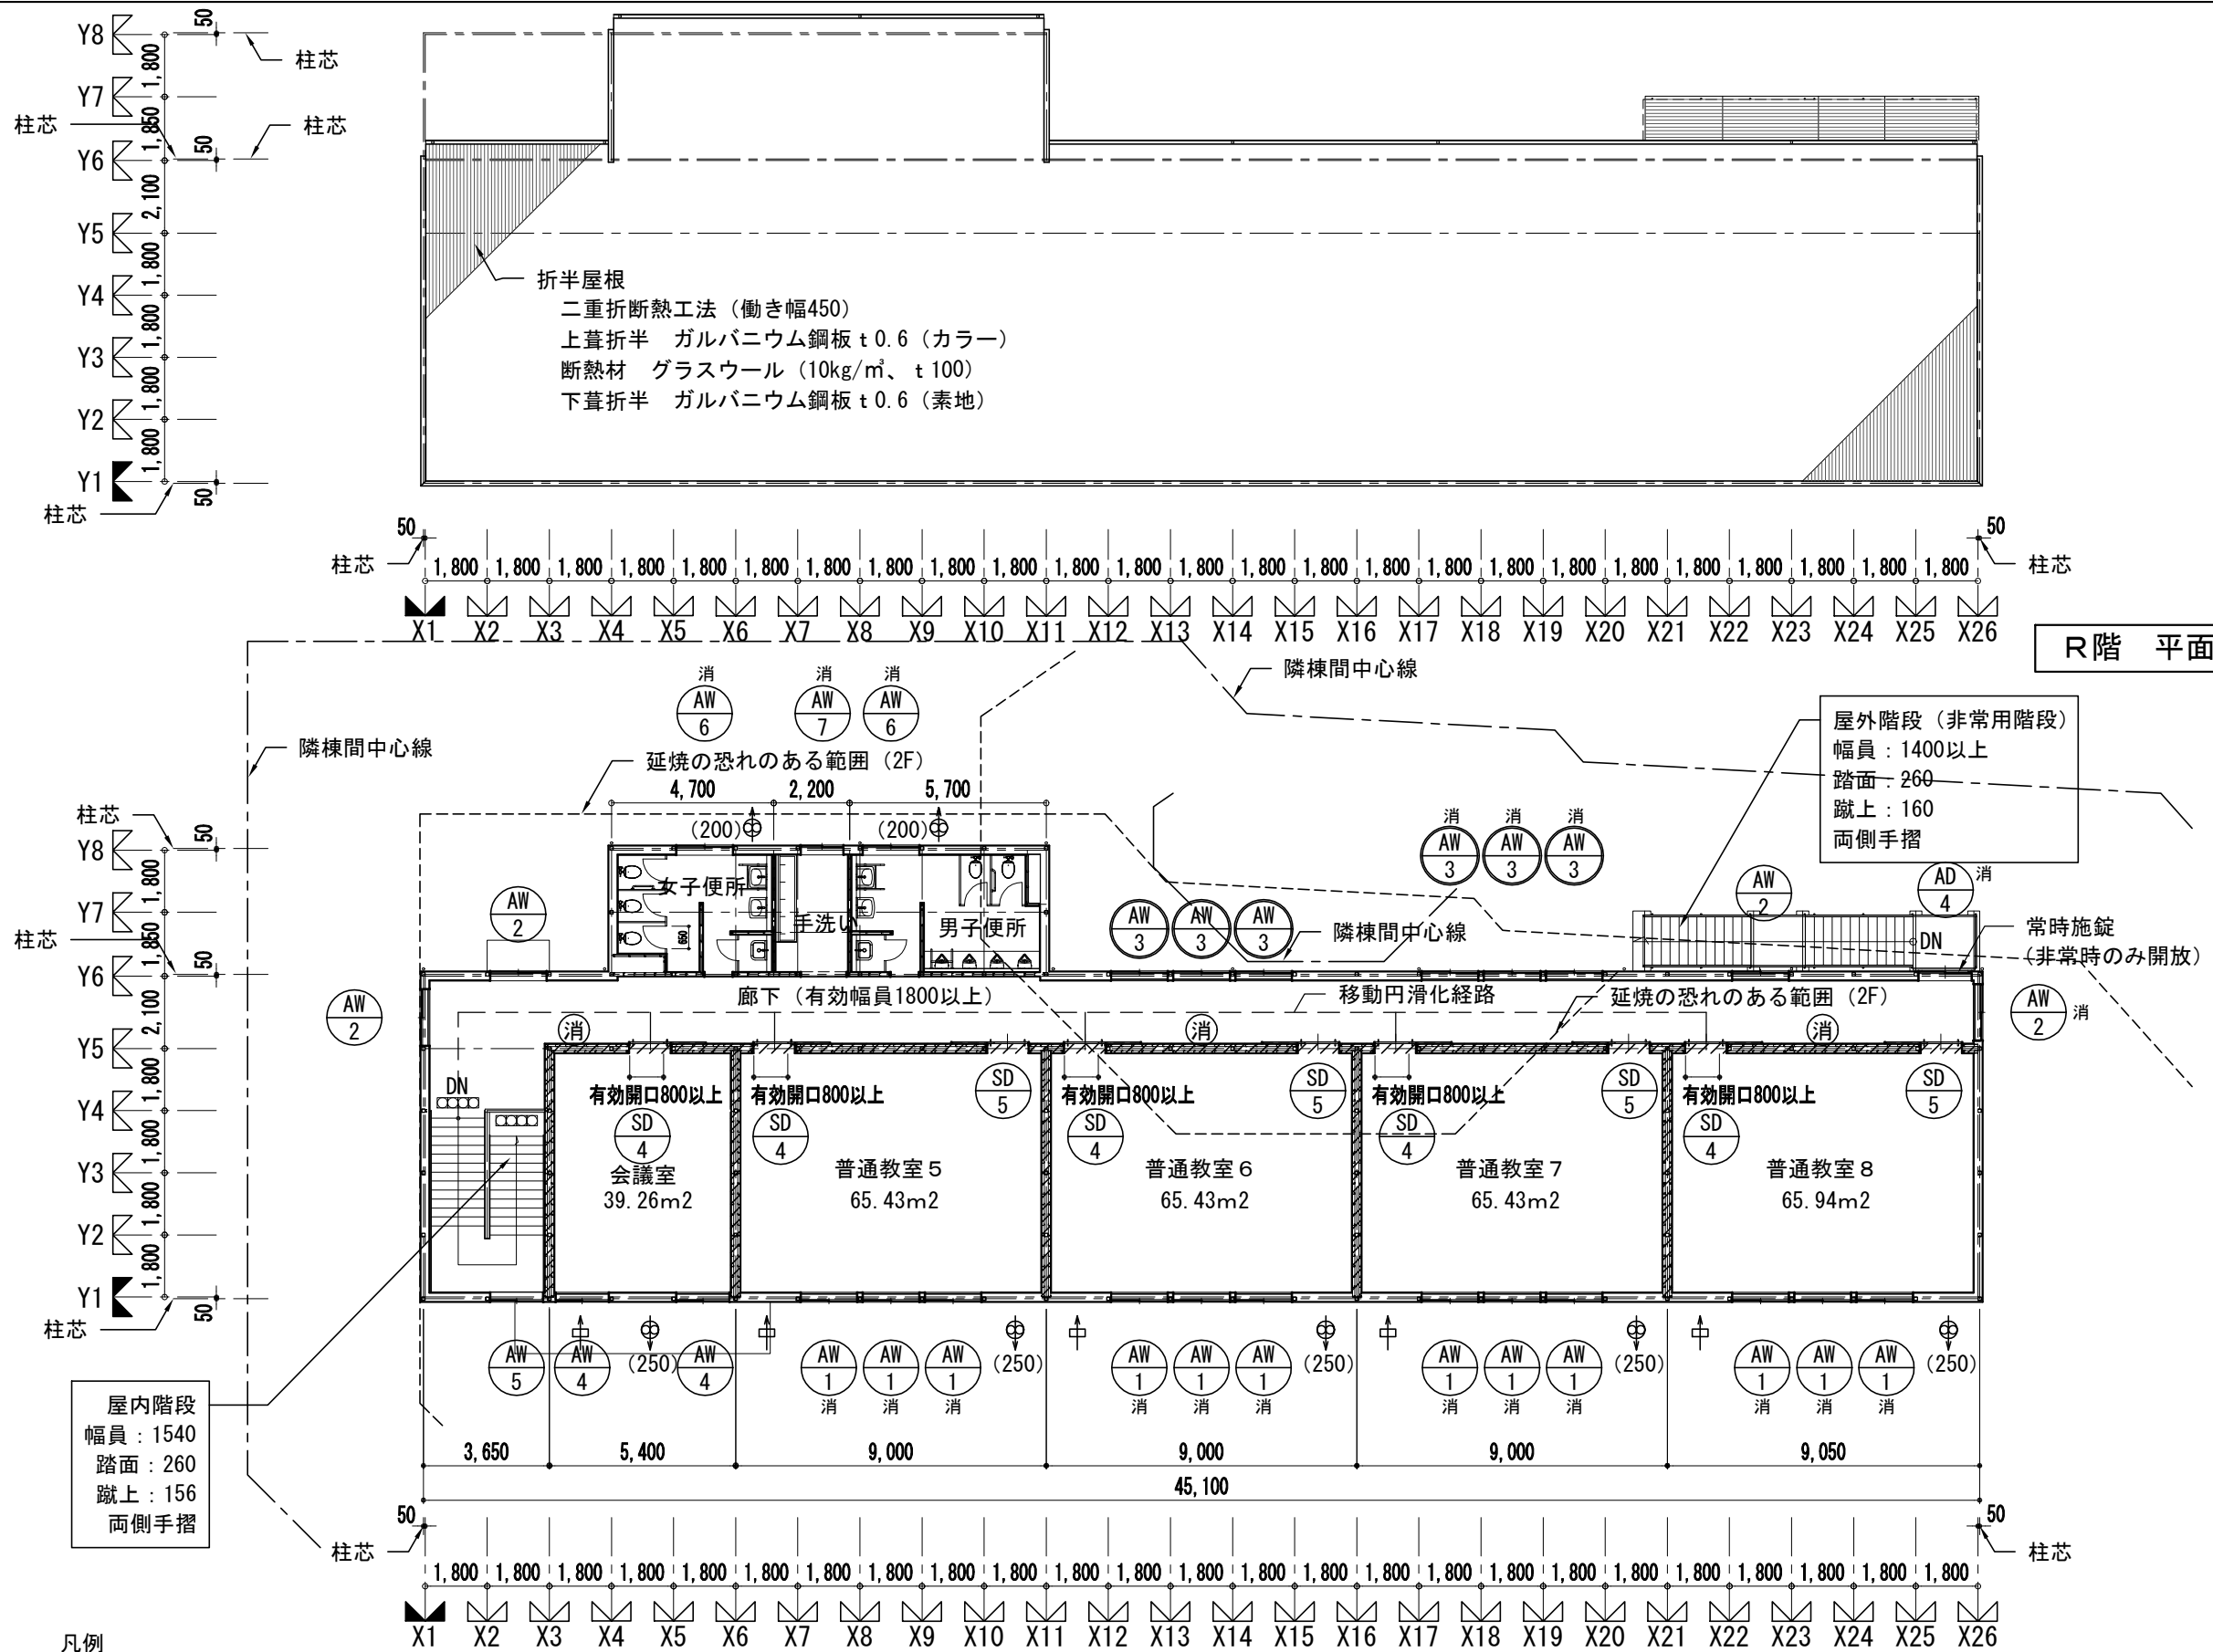 Y8
50
1,800
柱芯
Y7
柱芯
1,850
50
柱芯
Y6
2,100
Y5
1,800
折半屋根
二重折断熱工法（働き幅450）
上葺折半　ガルバニウム鋼板ｔ0.6（カラー）
断熱材　グラスウール（10kg/㎥、ｔ100）
下葺折半　ガルバニウム鋼板ｔ0.6（素地）
Y4
1,800
Y3
1,800
Y2
1,800
Y1
50
柱芯
50 50
柱芯 柱芯
1,800 1,800 1,800 1,800 1,800 1,800 1,800 1,800 1,800 1,800 1,800 1,800 1,800 1,800 1,800 1,800 1,800 1,800 1,800 1,800 1,800 1,800 1,800 1,800 1,800
X1 X2 X3 X4 X5 X6 X7 X8 X9 X10 X11 X12 X13 X14 X15 X16 X17 X18 X19 X20 X21 X22 X23 X24 X25 X26
R階　平面
隣棟間中心線
消 消 消
AW 6
AW 7
AW 6
隣棟間中心線
延焼の恐れのある範囲（2F）
屋外階段（非常用階段）
幅員：1400以上
踏面：260
蹴上：160
両側手摺
4,700 2,200 5,700
(200) (200)
消 消 消
AW 3
AW 3
AW 3
柱芯
Y8
50
1,800
Y7
柱芯
1,850
50
Y6
2,100
Y5
1,800
Y4
1,800
Y3
1,800
Y2
1,800
Y1
50
柱芯
AW 2
女子便所
手洗い
男子便所
650
AW 3
AW 3
AW 3
隣棟間中心線
AW 2
AD 4
消
DN
常時施錠
（非常時のみ開放）
AW 2
廊下（有効幅員1800以上）
移動円滑化経路
延焼の恐れのある範囲（2F）
AW 2
消
消 消 消
DN
有効開口800以上 有効開口800以上 有効開口800以上 有効開口800以上 有効開口800以上
SD 5
SD 5
SD 5
SD 5
SD 4
SD 4
SD 4
SD 4
SD 4
会議室
39.26m2
普通教室５
65.43m2
普通教室６
65.43m2
普通教室７
65.43m2
普通教室８
65.94m2
AW 5
AW 4
(250)
AW 4
AW 1
AW 1
AW 1
(250)
AW 1
AW 1
AW 1
(250)
AW 1
AW 1
AW 1
(250)
AW 1
AW 1
AW 1
(250)
消 消 消 消 消 消 消 消 消 消 消 消
屋内階段
幅員：1540
踏面：260
蹴上：156
両側手摺
3,650 5,400 9,000 9,000 9,000 9,050
45,100
50 50
柱芯 柱芯
1,800 1,800 1,800 1,800 1,800 1,800 1,800 1,800 1,800 1,800 1,800 1,800 1,800 1,800 1,800 1,800 1,800 1,800 1,800 1,800 1,800 1,800 1,800 1,800 1,800
X1 X2 X3 X4 X5 X6 X7 X8 X9 X10 X11 X12 X13 X14 X15 X16 X17 X18 X19 X20 X21 X22 X23 X24 X25 X26
凡例